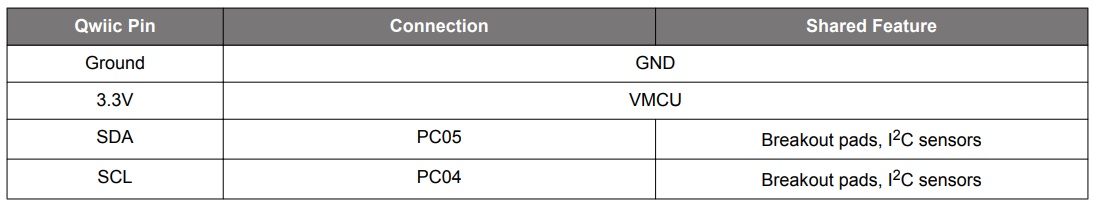 Qwiic Pin Connection Shared Feature
Ground GND
3.3V VMCU
SDA PC05 Breakout pads, I²C sensors
SCL PC04 Breakout pads, I²C sensors